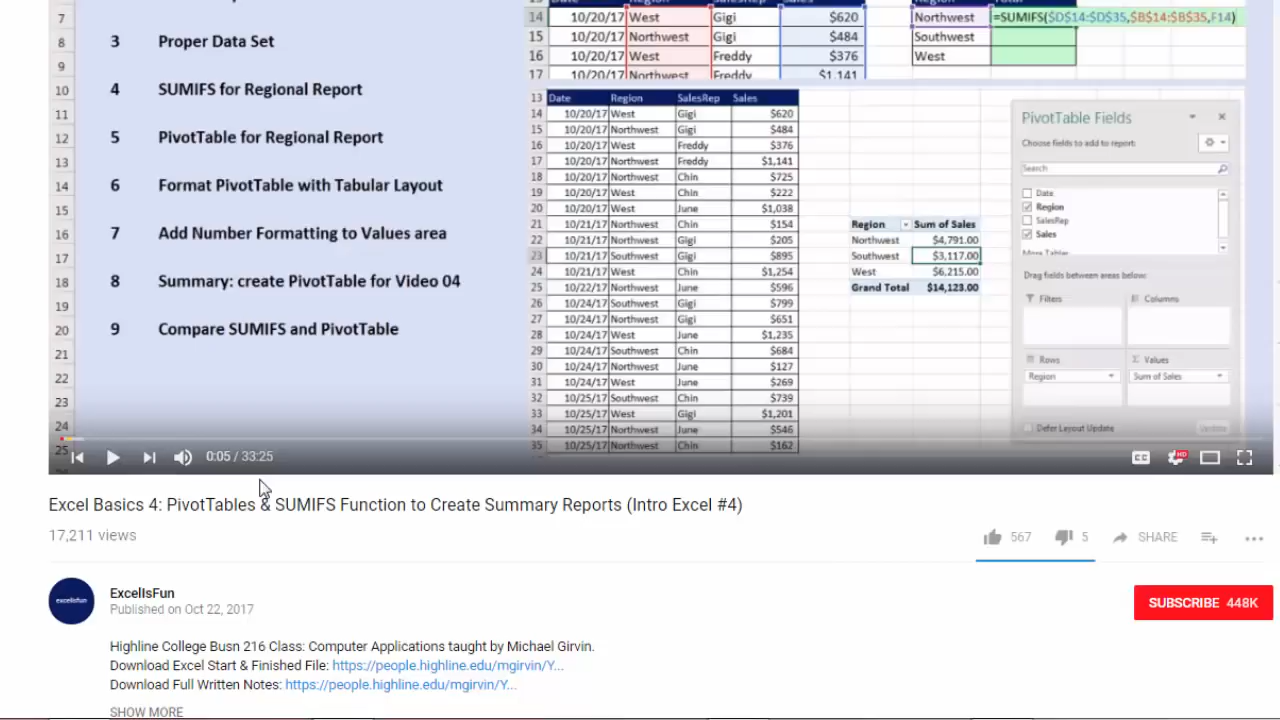 7
8
9
10
11
12
13
14
15
16
17
18
19
20
21
22
23
24
25
3 Proper Data Set
4 SUMIFS for Regional Report
5 PivotTable for Regional Report
6 Format PivotTable with Tabular Layout
7 Add Number Formatting to Values area
8 Summary: create PivotTable for Video 04
9 Compare SUMIFS and PivotTable
14 10/20/17 West Gigi $620 Northwest =SUMIFS($D$14:$D$35,$B$14:$B$35,F14)
15 10/20/17 Northwest Gigi $484 Southwest
16 10/20/17 West Freddy $376 West
17 10/20/17 Northwest Freddy $1,141
13 Date Region SalesRep Sales
14 10/20/17 West Gigi $620
15 10/20/17 Northwest Gigi $484
16 10/20/17 West Freddy $376
17 10/20/17 Northwest Freddy $1,141
18 10/20/17 Northwest Chin $725
19 10/20/17 West Chin $222
20 10/20/17 West June $1,038
21 10/21/17 Northwest Chin $154
22 10/21/17 Northwest Gigi $205
23 10/21/17 Southwest Gigi $895
24 10/21/17 West Chin $1,254
25 10/22/17 Northwest June $596
26 10/24/17 Southwest Gigi $799
27 10/24/17 Northwest Gigi $651
28 10/24/17 West June $1,235
29 10/24/17 Southwest Chin $684
30 10/24/17 Northwest June $127
31 10/24/17 West June $269
32 10/25/17 Southwest Chin $739
33 10/25/17 West Gigi $1,201
34 10/25/17 Northwest June $546
35 10/25/17 Northwest Chin $162
Region Sum of Sales
Northwest $4,791.00
Southwest $3,117.00
West $6,215.00
Grand Total $14,123.00
PivotTable Fields
Choose fields to add to report:
Search
Date
Region
SalesRep
Sales
More Tables
Drag fields between areas below:
Filters Columns
Rows Σ Values
Region Sum of Sales
Defer Layout Update Update
0:05 / 33:25
CC HD
Excel Basics 4: PivotTables & SUMIFS Function to Create Summary Reports (Intro Excel #4)
17,211 views
567 5 SHARE
excelisfun
ExcelIsFun
Published on Oct 22, 2017
SUBSCRIBE 448K
Highline College Busn 216 Class: Computer Applications taught by Michael Girvin.
Download Excel Start & Finished File: https://people.highline.edu/mgirvin/Y...
Download Full Written Notes: https://people.highline.edu/mgirvin/Y...
SHOW MORE